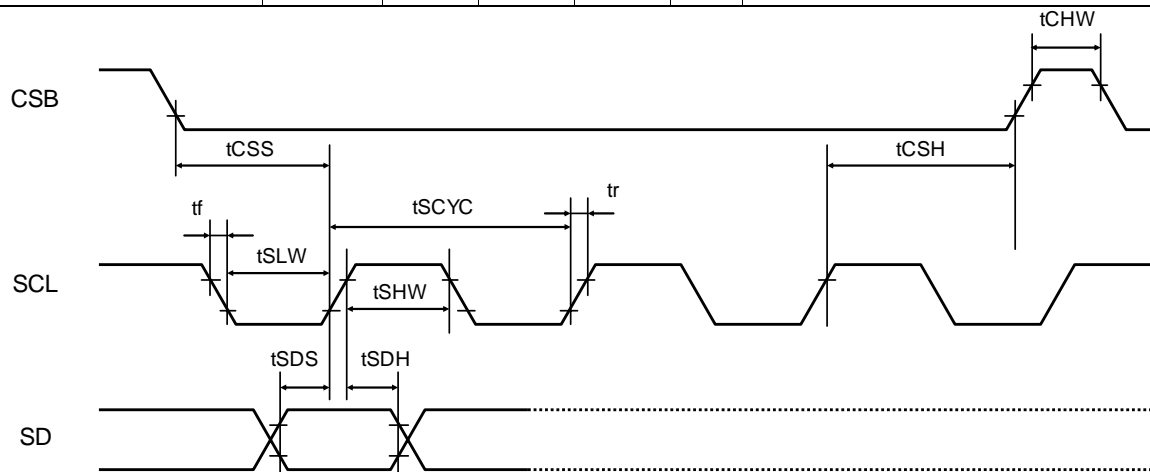 tCHW
CSB
tCSS
tCSH
tr
tf
tSCYC
tSLW
SCL
tSHW
tSDS
tSDH
SD